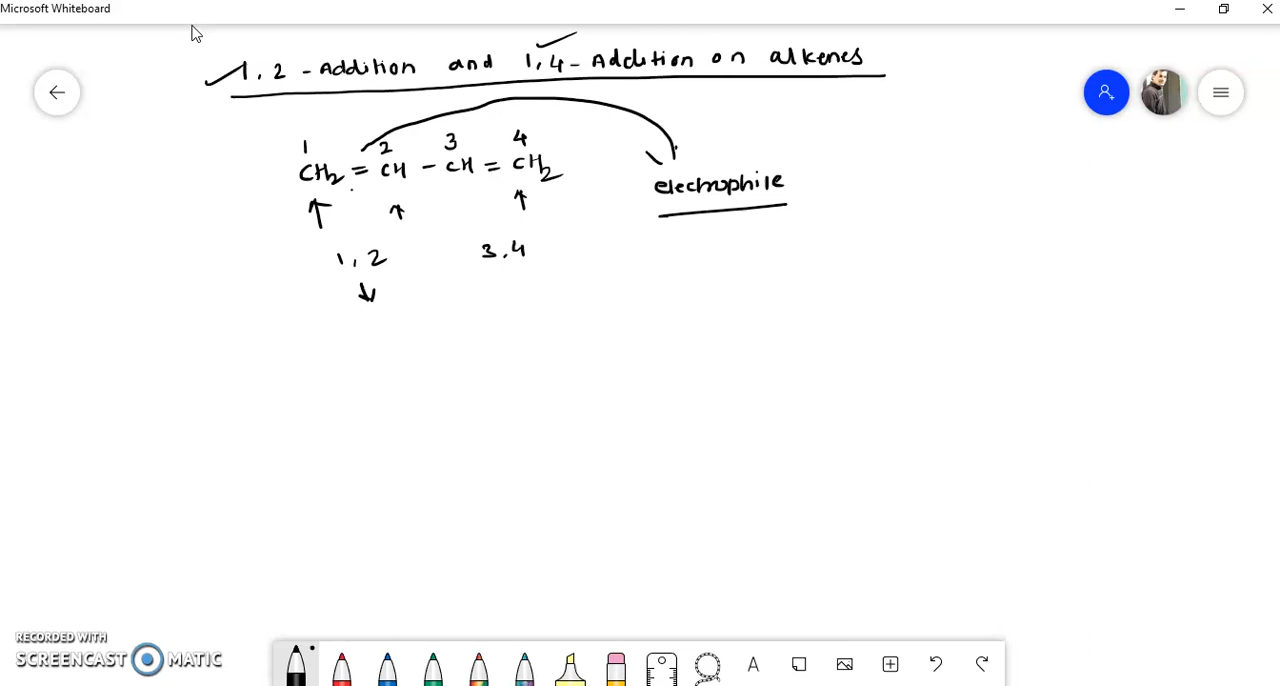 Microsoft Whiteboard
1,2 - Addition and 1,4 - Addition on alkenes
1 2 3 4
CH2 = CH - CH = CH2
electrophile
1,2 3.4
RECORDED WITH
SCREENCAST MATIC
A